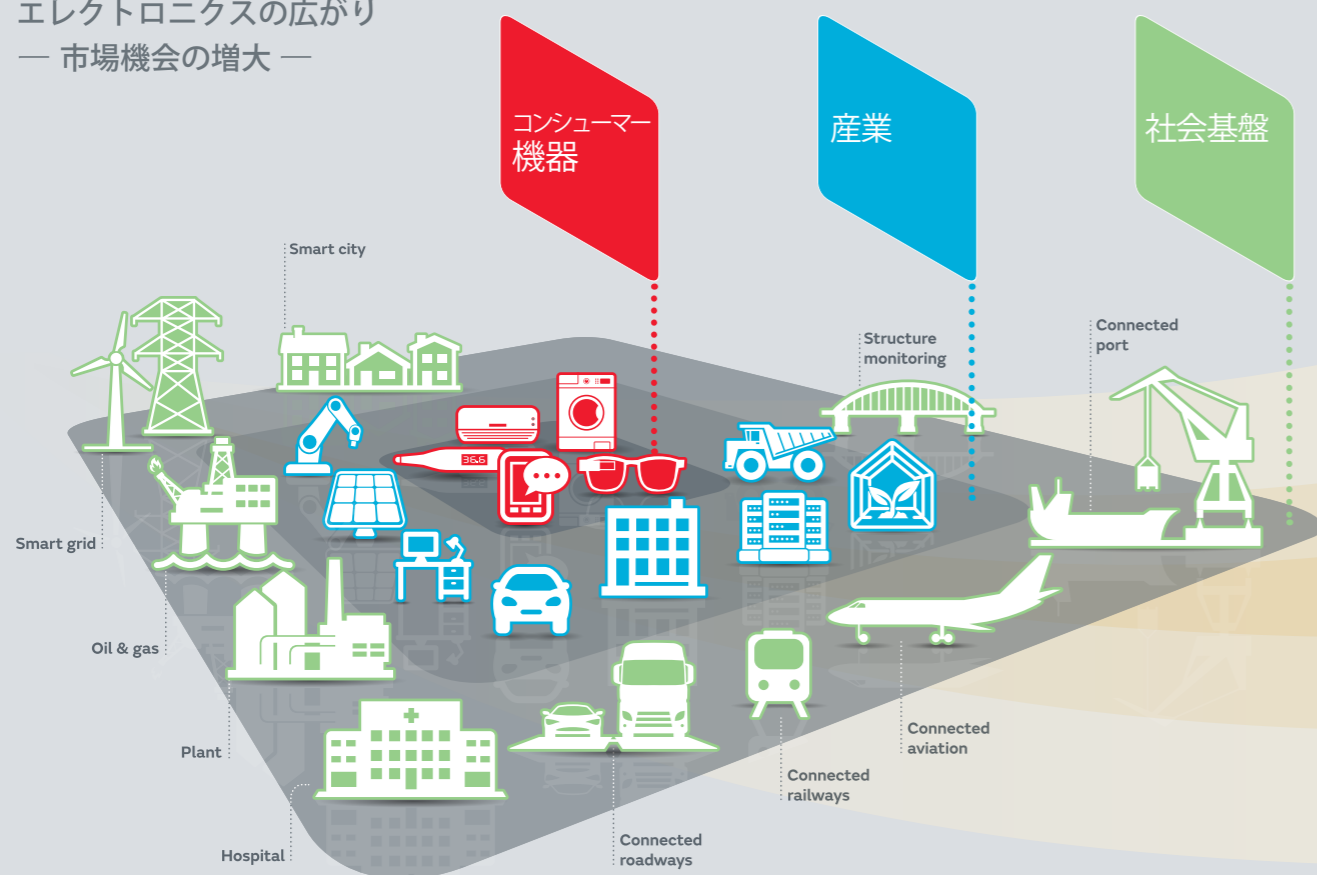 エレクトロニクスの広がり
― 市場機会の増大 ―
コンシューマー
機器
産業
社会基盤
Smart city
Structure
monitoring
Connected
port
36.6
Smart grid
Oil & gas
Plant
Connected
aviation
Connected
railways
Hospital
Connected
roadways